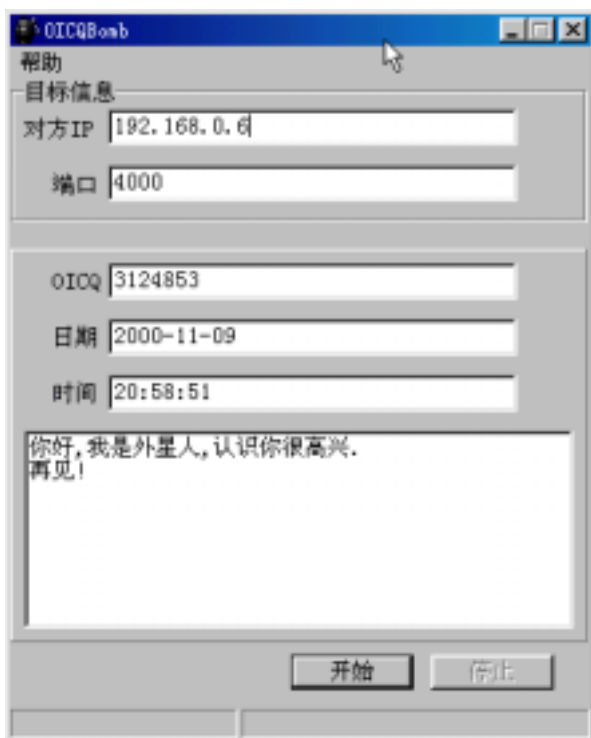 OICQBomb
帮助
目标信息
对方IP 192.168.0.6
端口 4000
OICQ 3124853
日期 2000-11-09
时间 20:58:51
你好,我是外星人,认识你很高兴.
再见!
开始 停止